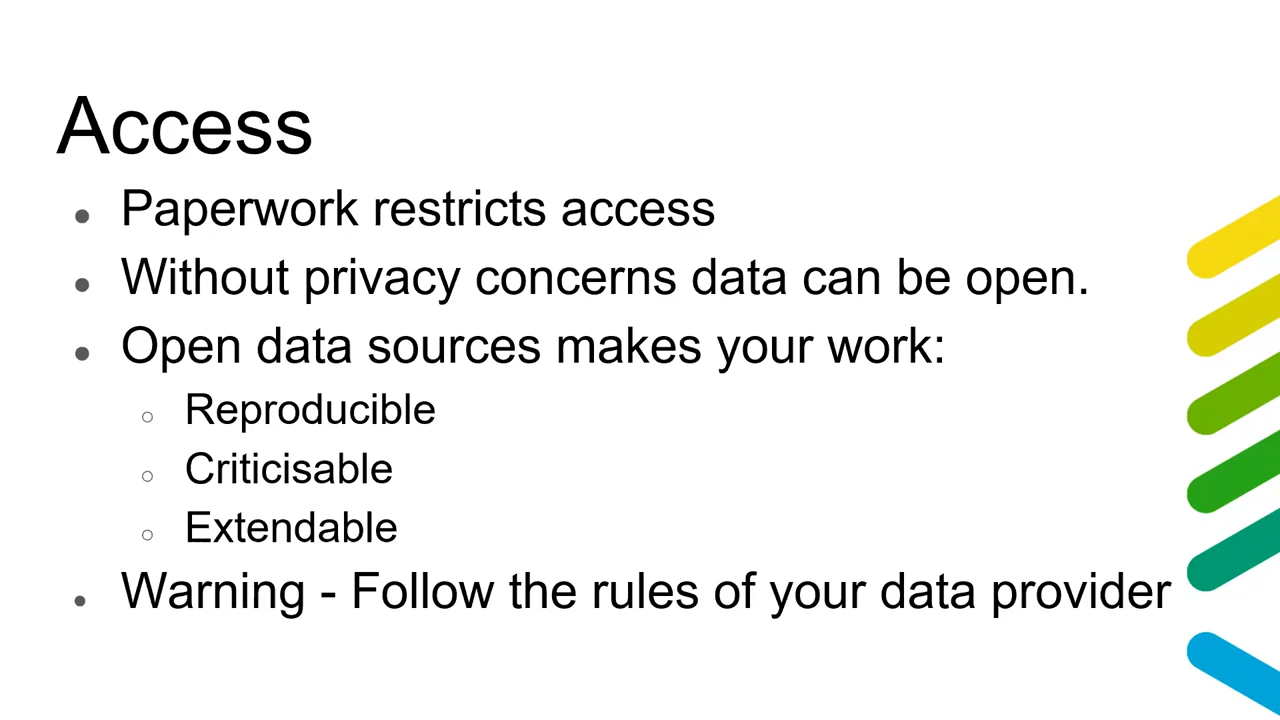 Access
Paperwork restricts access
Without privacy concerns data can be open.
Open data sources makes your work:
Reproducible
Criticisable
Extendable
Warning - Follow the rules of your data provider